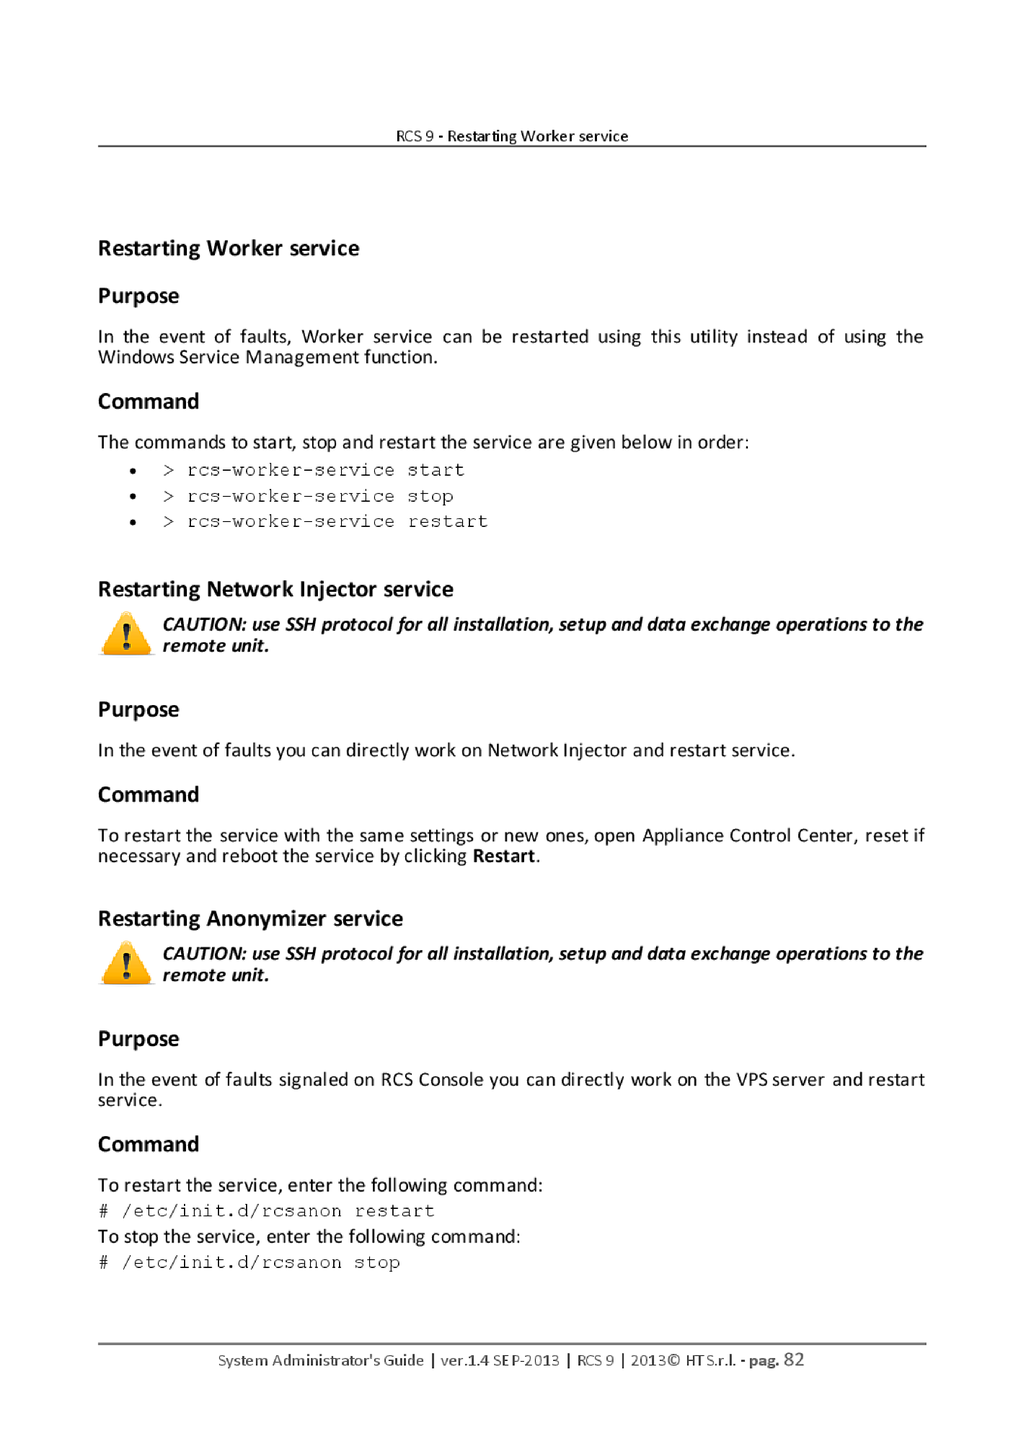 RCS 9 - Restarting Worker service
Restarting Worker service
Purpose
In the event of faults, Worker service can be restarted using this utility instead of using the
Windows Service Management function.
Command
The commands to start, stop and restart the service are given below in order:
• > rcs-worker-service start
• > rcs-worker-service stop
• > rcs-worker-service restart
Restarting Network Injector service
CAUTION: use SSH protocol for all installation, setup and data exchange operations to the
remote unit.
Purpose
In the event of faults you can directly work on Network Injector and restart service.
Command
To restart the service with the same settings or new ones, open Appliance Control Center, reset if
necessary and reboot the service by clicking Restart.
Restarting Anonymizer service
CAUTION: use SSH protocol for all installation, setup and data exchange operations to the
remote unit.
Purpose
In the event of faults signaled on RCS Console you can directly work on the VPS server and restart
service.
Command
To restart the service, enter the following command:
# /etc/init.d/rcsanon restart
To stop the service, enter the following command:
# /etc/init.d/rcsanon stop
System Administrator's Guide | ver.1.4 SEP-2013 | RCS 9 | 2013© HT S.r.l. - pag. 82